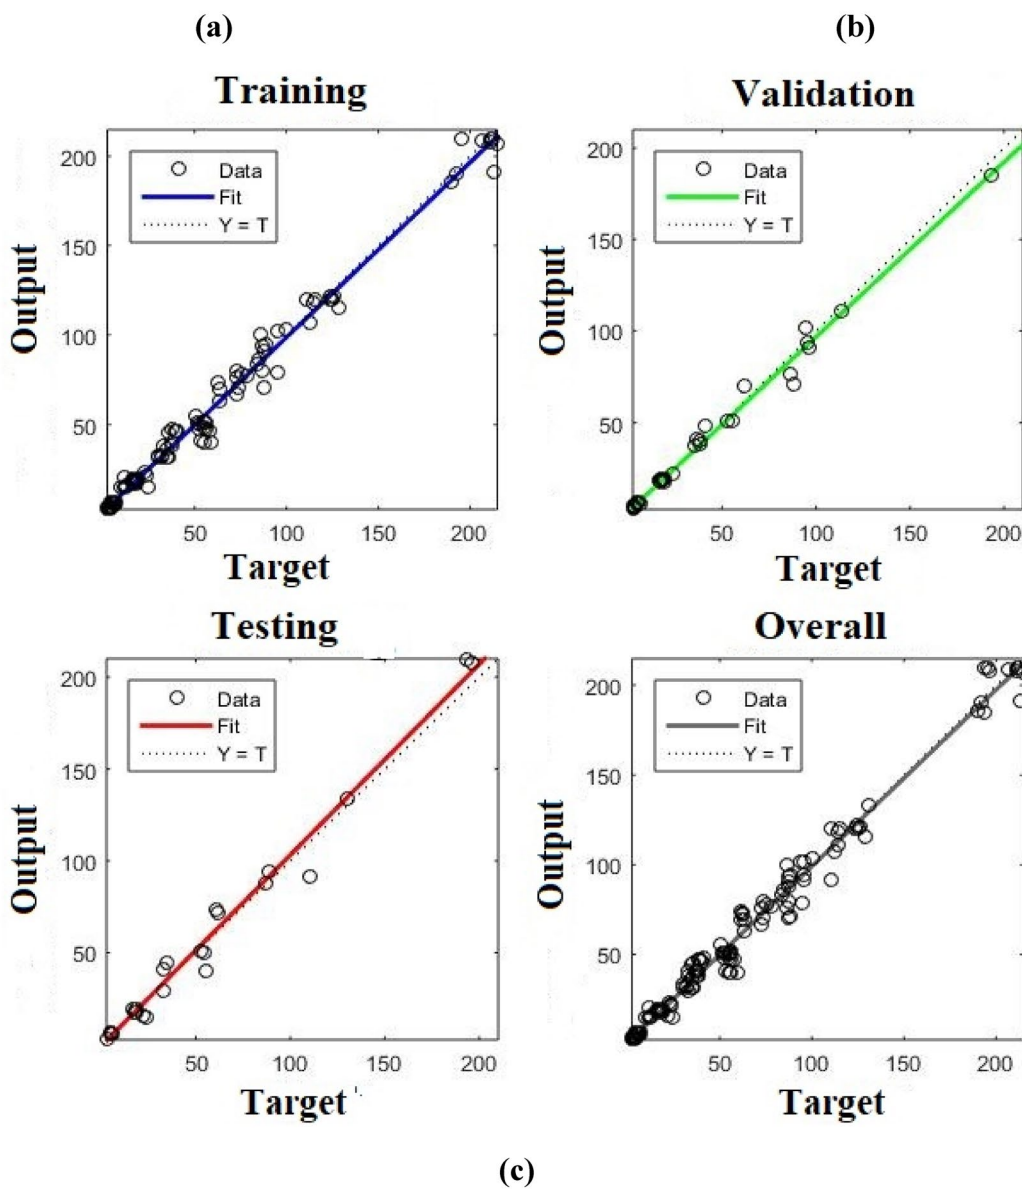 (a) (b)
Training
Output
200
150
100
50
Data
Fit
Y = T
50 100 150 200
Target
Validation
Output
200
150
100
50
Data
Fit
Y = T
50 100 150 200
Target
Testing
Output
200
150
100
50
Data
Fit
Y = T
50 100 150 200
Target
Overall
Output
200
150
100
50
Data
Fit
Y = T
50 100 150 200
Target
(c)